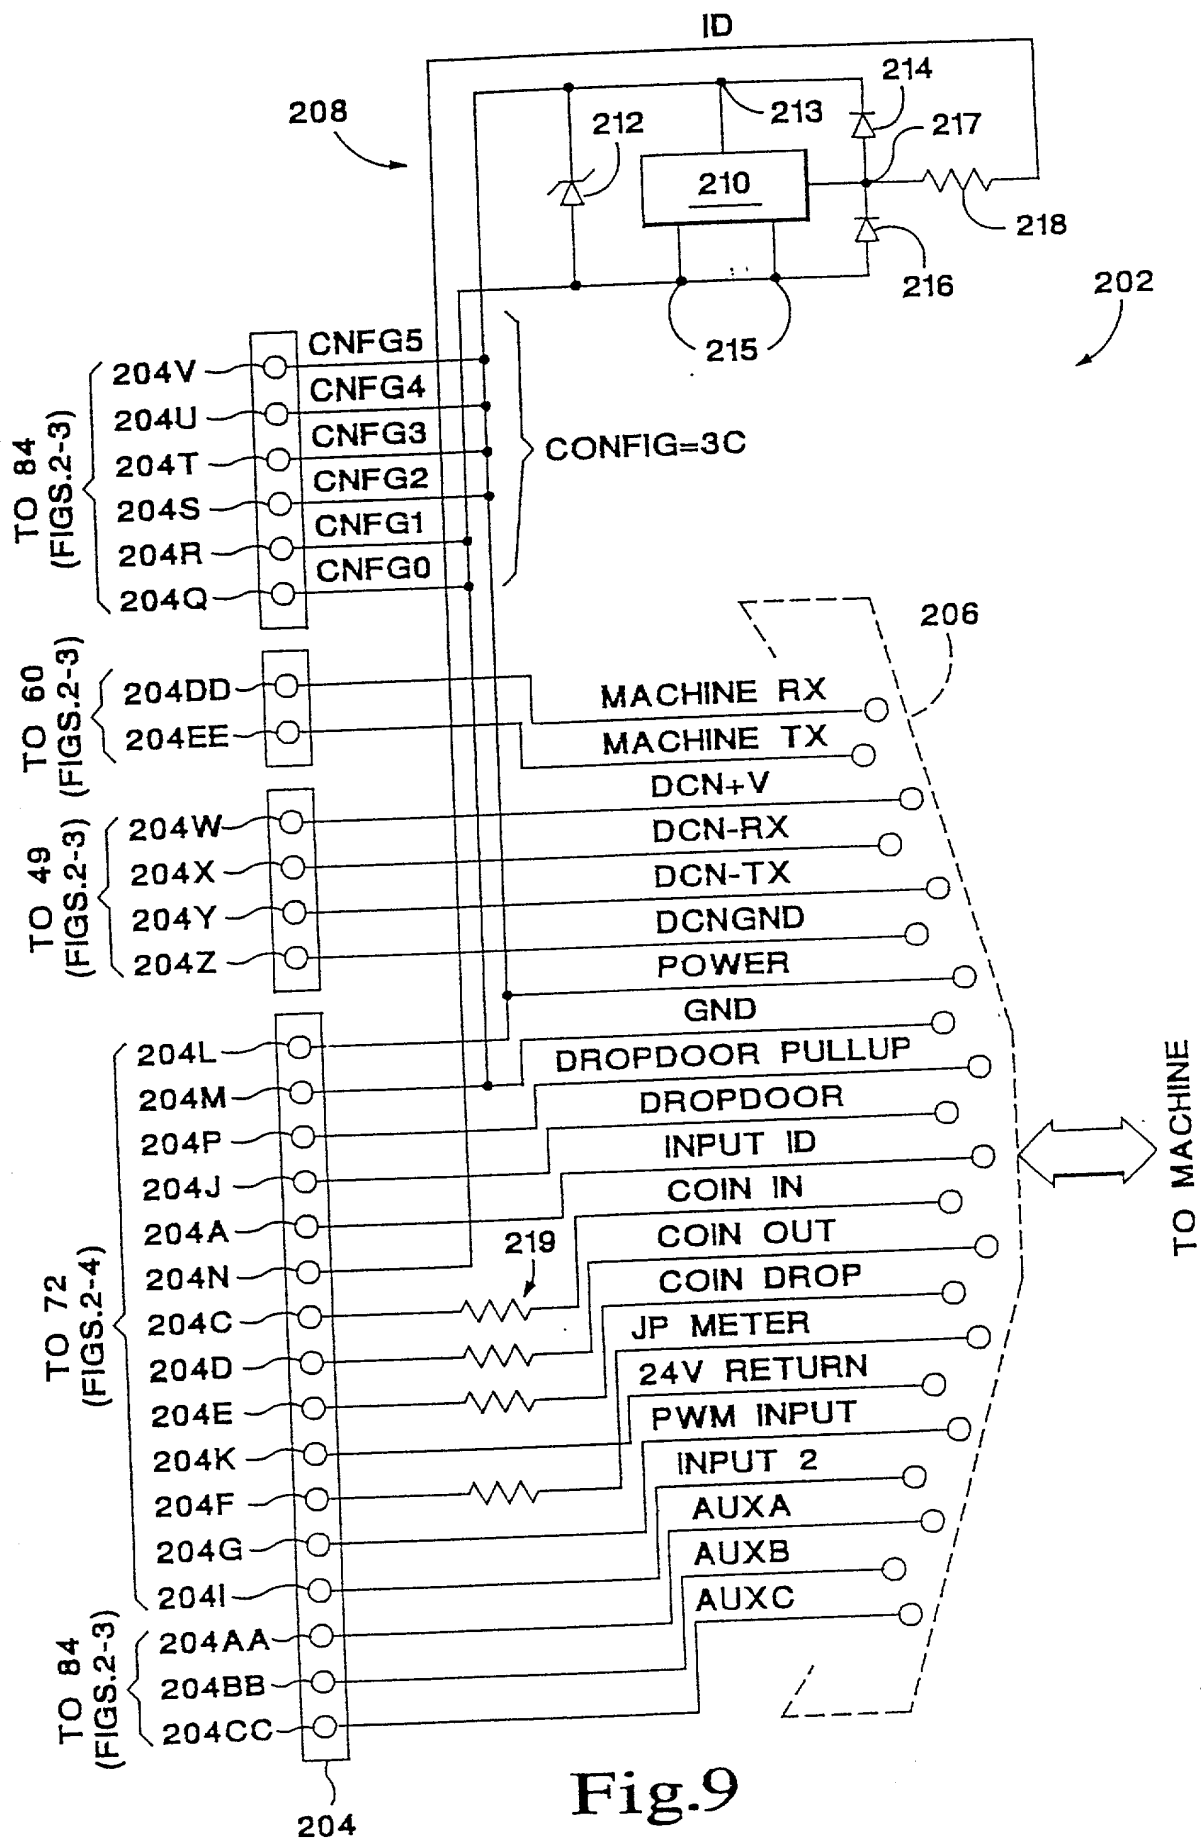 ID
208
212
213
214
217
210
218
216
215
202
TO 84
(FIGS.2-3)
204V
CNFG5
204U
CNFG4
204T
CNFG3
204S
CNFG2
204R
CNFG1
204Q
CNFG0
CONFIG=3C
206
TO 60
(FIGS.2-3)
204DD
MACHINE RX
204EE
MACHINE TX
TO 49
(FIGS.2-3)
204W
DCN+V
204X
DCN-RX
204Y
DCN-TX
204Z
DCNGND
TO 72
(FIGS.2-4)
204L
POWER
204M
GND
204P
DROPDOOR PULLUP
204J
DROPDOOR
204A
INPUT ID
204N
219
204C
COIN IN
204D
COIN OUT
204E
COIN DROP
204K
JP METER
204F
24V RETURN
204G
PWM INPUT
204I
INPUT 2
TO 84
(FIGS.2-3)
204AA
AUXA
204BB
AUXB
204CC
AUXC
TO MACHINE
204
Fig.9